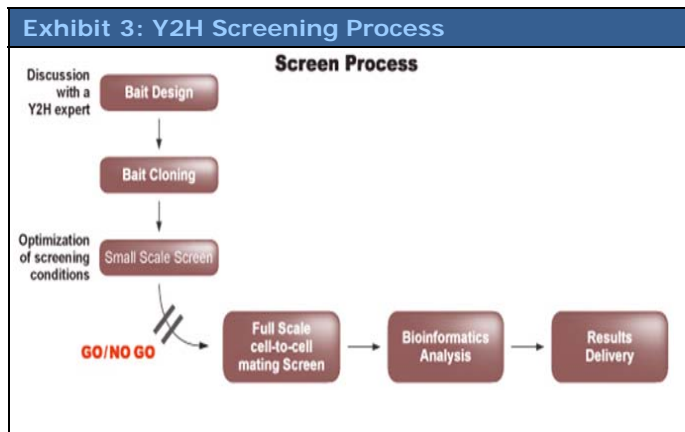 Exhibit 3: Y2H Screening Process
Screen Process
Discussion
with a
Y2H expert
Bait Design
Bait Cloning
Optimization
of screening
conditions
Small Scale Screen
GO/NO GO
Full Scale
cell-to-cell
mating Screen
Bioinformatics
Analysis
Results
Delivery